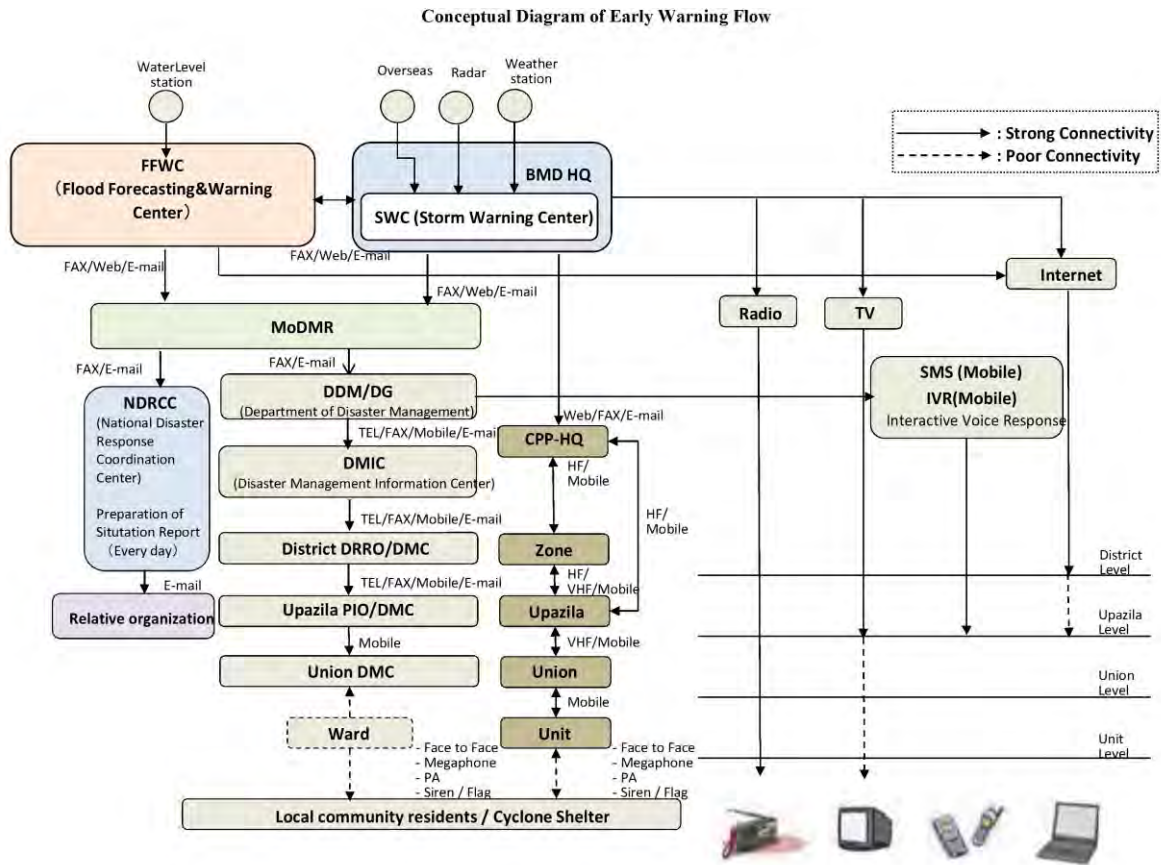 Conceptual Diagram of Early Warning Flow
WaterLevel
station
Overseas
Radar
Weather
station
: Strong Connectivity
: Poor Connectivity
FFWC
（Flood Forecasting&Warning
Center）
BMD HQ
SWC (Storm Warning Center)
FAX/Web/E-mail
FAX/Web/E-mail
FAX/Web/E-mail
Internet
Radio
TV
MoDMR
FAX/E-mail
FAX/E-mail
NDRCC
(National Disaster
Response
Coordination
Center)
Preparation of
Situtation Report
（Every day）
E-mail
Relative organization
DDM/DG
(Department of Disaster Management)
TEL/FAX/Mobile/E-mail
DMIC
(Disaster Management Information Center)
TEL/FAX/Mobile/E-mail
District DRRO/DMC
TEL/FAX/Mobile/E-mail
Upazila PIO/DMC
Mobile
Union DMC
Ward
- Face to Face
- Megaphone
- PA
- Siren / Flag
Web/FAX/E-mail
CPP-HQ
HF/
Mobile
HF/
Mobile
Zone
HF/
VHF/Mobile
Upazila
VHF/Mobile
Union
Mobile
Unit
- Face to Face
- Megaphone
- PA
- Siren / Flag
Local community residents / Cyclone Shelter
SMS (Mobile)
IVR(Mobile)
Interactive Voice Response
District
Level
Upazila
Level
Union
Level
Unit
Level